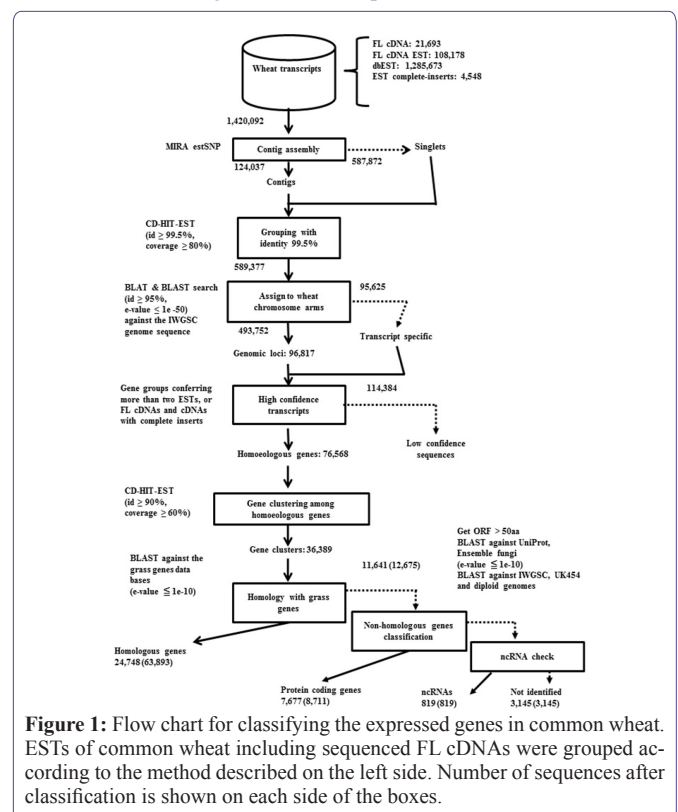 FL cDNA: 21,693
FL cDNA EST: 108,178
dbEST: 1,285,673
EST complete-inserts: 4,548
Wheat transcripts
1,420,092
MIRA estSNP
Contig assembly
Singlets
124,037
587,872
Contigs
CD-HIT-EST
(id ≥ 99.5%,
coverage ≥ 80%)
Grouping with
identity 99.5%
589,377
BLAT & BLAST search
(id ≥ 95%,
e-value ≤ 1e -50)
against the IWGSC
genome sequence
95,625
Assign to wheat
chromosome arms
493,752
Transcript specific
Genomic loci: 96,817
Gene groups conferring
more than two ESTs, or
FL cDNAs and cDNAs
with complete inserts
114,384
High confidence
transcripts
Low confidence
sequences
Homoeologous genes: 76,568
CD-HIT-EST
(id ≥ 90%,
coverage ≥60%)
Gene clustering among
homoeologous genes
Get ORF > 50aa
BLAST against UniProt,
Ensemble fungi
(e-value ≦ 1e-10)
BLAST against IWGSC, UK454
and diploid genomes
Gene clusters: 36,389
BLAST against the
grass genes data
bases
(e-value ≦ 1e-10)
11,641 (12,675)
Homology with grass
genes
Non-homologous genes
classification
ncRNA check
Homologous genes
24,748 (63,893)
Protein coding genes
7,677 (8,711)
ncRNAs
819 (819)
Not identified
3,145 (3,145)
Figure 1: Flow chart for classifying the expressed genes in common wheat.
ESTs of common wheat including sequenced FL cDNAs were grouped ac-
cording to the method described on the left side. Number of sequences after
classification is shown on each side of the boxes.